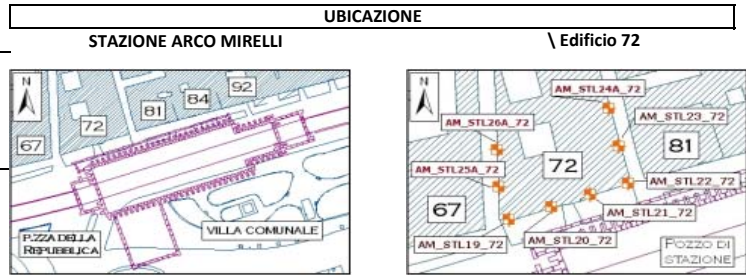 UBICAZIONE
STAZIONE ARCO MIRELLI
\ Edificio 72
N
92
84
81
72
67
VILLA COMUNALE
P.ZZA DELLA
REPUBBLICA
N
AM_STL24A_72
AM_STL26A_72
AM_STL23_72
81
72
AM_STL25A_72
AM_STL22_72
67
AM_STL21_72
AM_STL19_72
AM_STL20_72
POZZO DI
STAZIONE